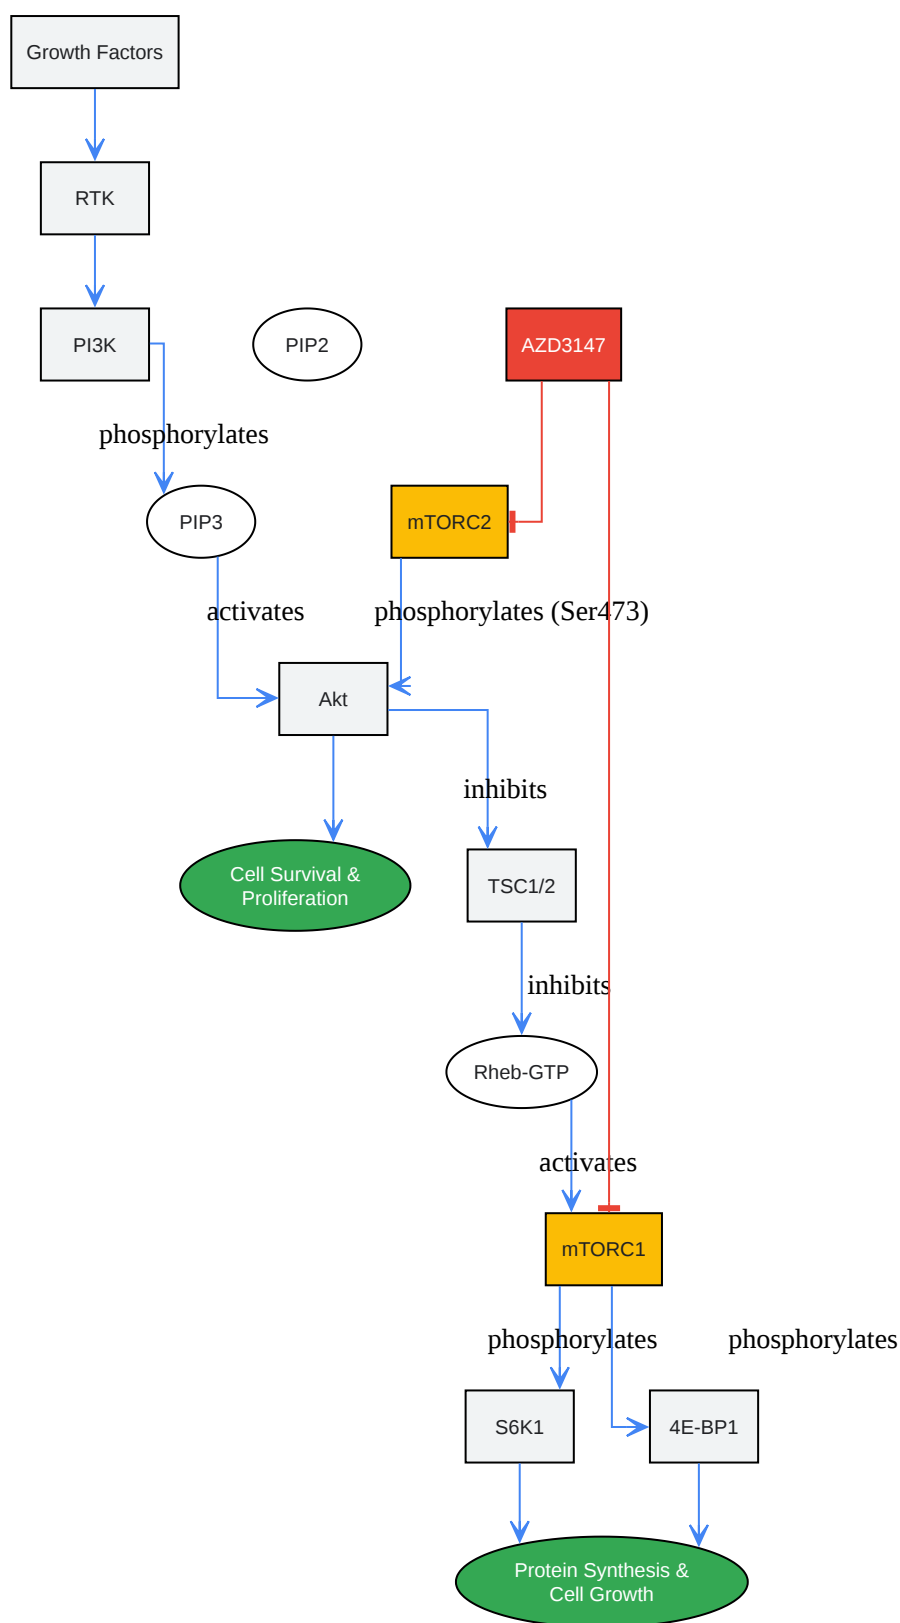 Growth Factors
RTK
PI3K
PIP2
AZD3147
phosphorylates
PIP3
mTORC2
activates
phosphorylates (Ser473)
Akt
inhibits
Cell Survival &
Proliferation
TSC1/2
inhibits
Rheb-GTP
activates
mTORC1
phosphorylates
phosphorylates
S6K1
4E-BP1
Protein Synthesis &
Cell Growth